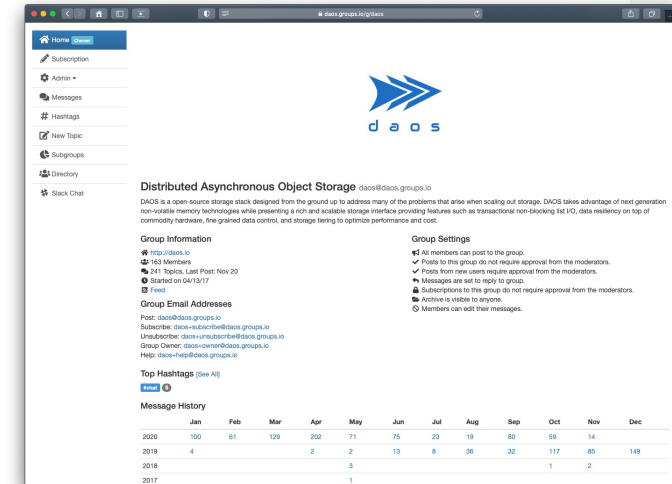 daos.groups.io/g/daos
Home Owner
Subscription
Admin
Messages
# Hashtags
New Topic
Subgroups
Directory
Slack Chat
daos
Distributed Asynchronous Object Storage daos@daos.groups.io
DAOS is a open-source storage stack designed from the ground up to address many of the problems that arise when scaling out storage. DAOS takes advantage of next generation
non-volatile memory technologies while presenting a rich and scalable storage interface providing features such as transactional non-blocking list I/O, data resiliency on top of
commodity hardware, fine grained data control, and storage tiering to optimize performance and cost.
Group Information
http://daos.io
163 Members
241 Topics, Last Post: Nov 20
Started on 04/13/17
Feed
Group Email Addresses
Post: daos@daos.groups.io
Subscribe: daos+subscribe@daos.groups.io
Unsubscribe: daos+unsubscribe@daos.groups.io
Group Owner: daos+owner@daos.groups.io
Help: daos+help@daos.groups.io
Group Settings
All members can post to the group.
Posts to this group do not require approval from the moderators.
Posts from new users require approval from the moderators.
Messages are set to reply to group.
Subscriptions to this group do not require approval from the moderators.
Archive is visible to anyone.
Members can edit their messages.
Top Hashtags [See All]
#chat 6
Message History
Jan Feb Mar Apr May Jun Jul Aug Sep Oct Nov Dec
2020 100 61 129 202 71 75 23 19 80 59 14
2019 4 2 2 13 8 36 32 117 85 149
2018 3 1 2
2017 1